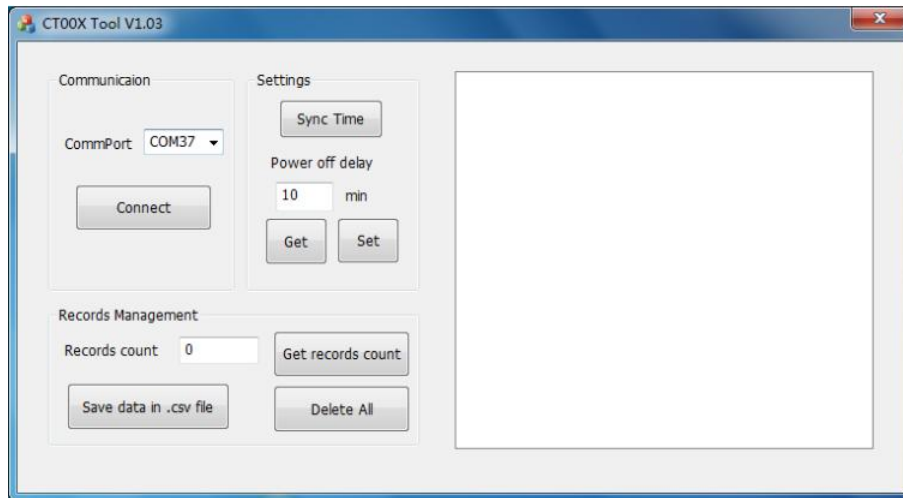 CT00X Tool V1.03
Communicaion
CommPort COM37
Connect
Settings
Sync Time
Power off delay
10 min
Get Set
Records Management
Records count 0 Get records count
Save data in .csv file Delete All